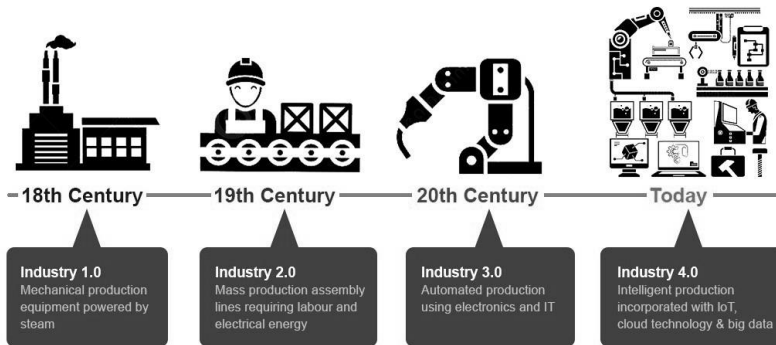 18th Century
19th Century
20th Century
Today
Industry 1.0
Mechanical production
equipment powered by
steam
Industry 2.0
Mass production assembly
lines requiring labour and
electrical energy
Industry 3.0
Automated production
using electronics and IT
Industry 4.0
Intelligent production
incorporated with IoT,
cloud technology & big data